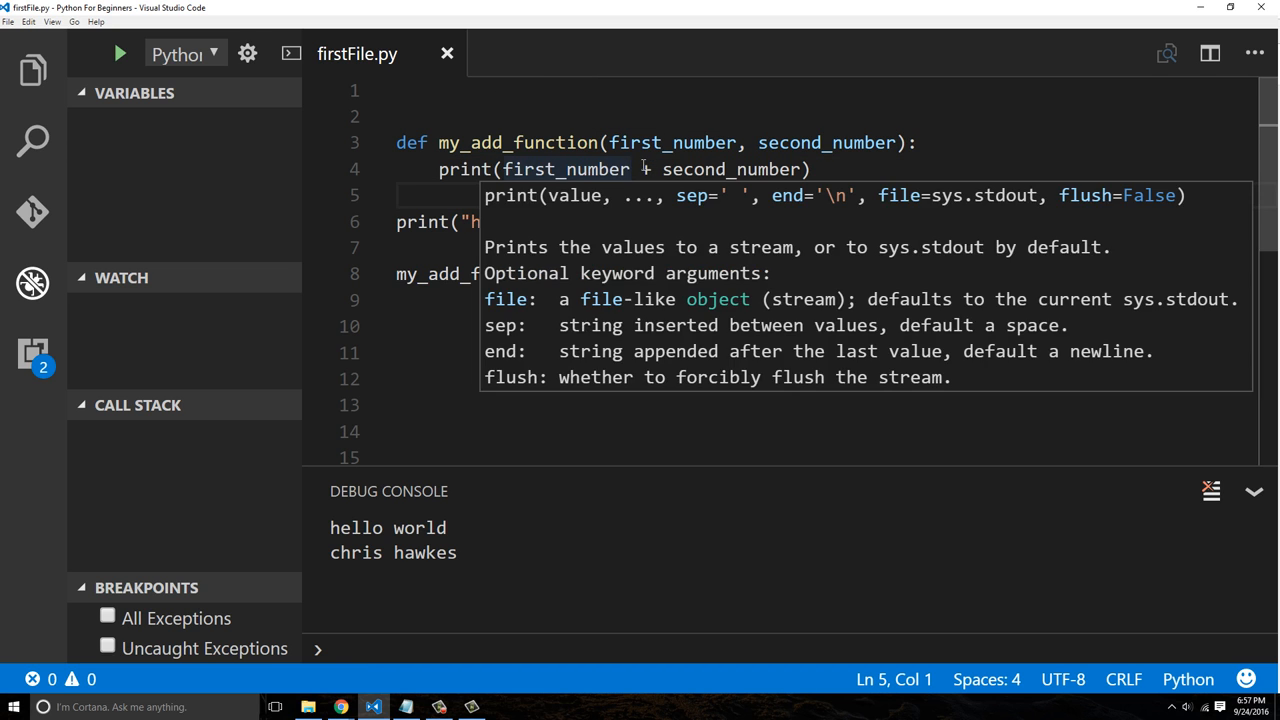 firstFile.py - Python For Beginners - Visual Studio Code
File Edit View Go Help
Pytho
firstFile.py
VARIABLES
WATCH
CALL STACK
BREAKPOINTS
All Exceptions
Uncaught Exceptions
2
1
2
3 def my_add_function(first_number, second_number):
4 print(first_number + second_number)
5
6 print("h
7
8 my_add_f
9
10
11
12
13
14
15
print(value, ..., sep=' ', end='\n', file=sys.stdout, flush=False)
Prints the values to a stream, or to sys.stdout by default.
Optional keyword arguments:
file: a file-like object (stream); defaults to the current sys.stdout.
sep: string inserted between values, default a space.
end: string appended after the last value, default a newline.
flush: whether to forcibly flush the stream.
DEBUG CONSOLE
hello world
chris hawkes
0 0
Ln 5, Col 1 Spaces: 4 UTF-8 CRLF Python
I'm Cortana. Ask me anything.
6:57 PM
9/24/2016